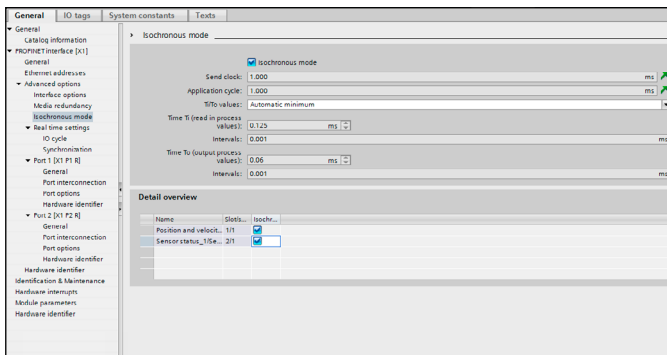 General IO tags System constants Texts
General
Catalog information
PROFINET interface [X1]
General
Ethernet addresses
Advanced options
Interface options
Media redundancy
Isochronous mode
Real time settings
IO cycle
Synchronization
Port 1 [X1 P1 R]
General
Port interconnection
Port options
Hardware identifier
Port 2 [X1 P2 R]
General
Port interconnection
Port options
Hardware identifier
Hardware identifier
Identification & Maintenance
Hardware interrupts
Module parameters
Hardware identifier
Isochronous mode
Isochronous mode
Send clock: 1.000 ms
Application cycle: 1.000 ms
Ti/To values: Automatic minimum
Time Ti (read in process
values): 0.125 ms
Intervals: 0.001 ms
Time To (output process
values): 0.06 ms
Intervals: 0.001 ms
Detail overview
Name Slot/s... Isochr...
Position and velocit... 1/1
Sensor status_1/Se... 2/1